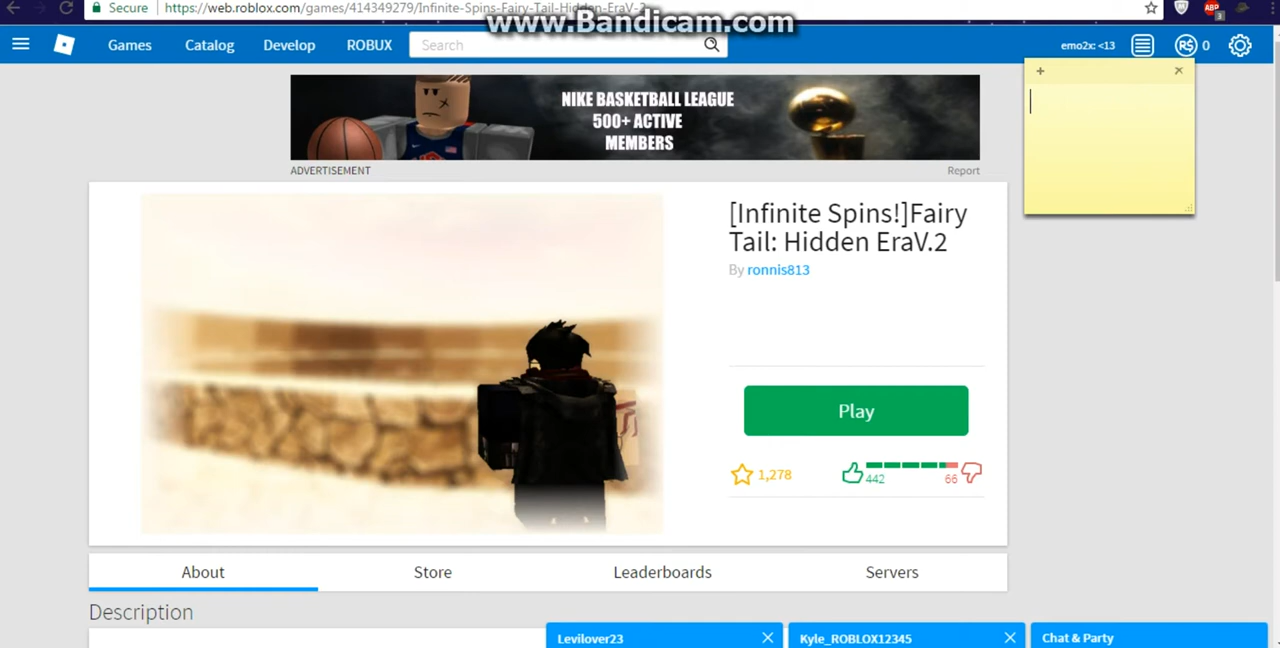 Secure
https://web.roblox.com/games/414349279/Infinite-Spins-Fairy-Tail-Hidden-EraV-2
www.Bandicam.com
ABP
3
Games
Catalog
Develop
ROBUX
Search
emo2x: <13
R$
0
NIKE BASKETBALL LEAGUE
500+ ACTIVE
MEMBERS
ADVERTISEMENT
Report
[Infinite Spins!]Fairy
Tail: Hidden EraV.2
By ronnis813
Play
1,278
442
66
About
Store
Leaderboards
Servers
Description
Levilover23
Kyle_ROBLOX12345
Chat & Party